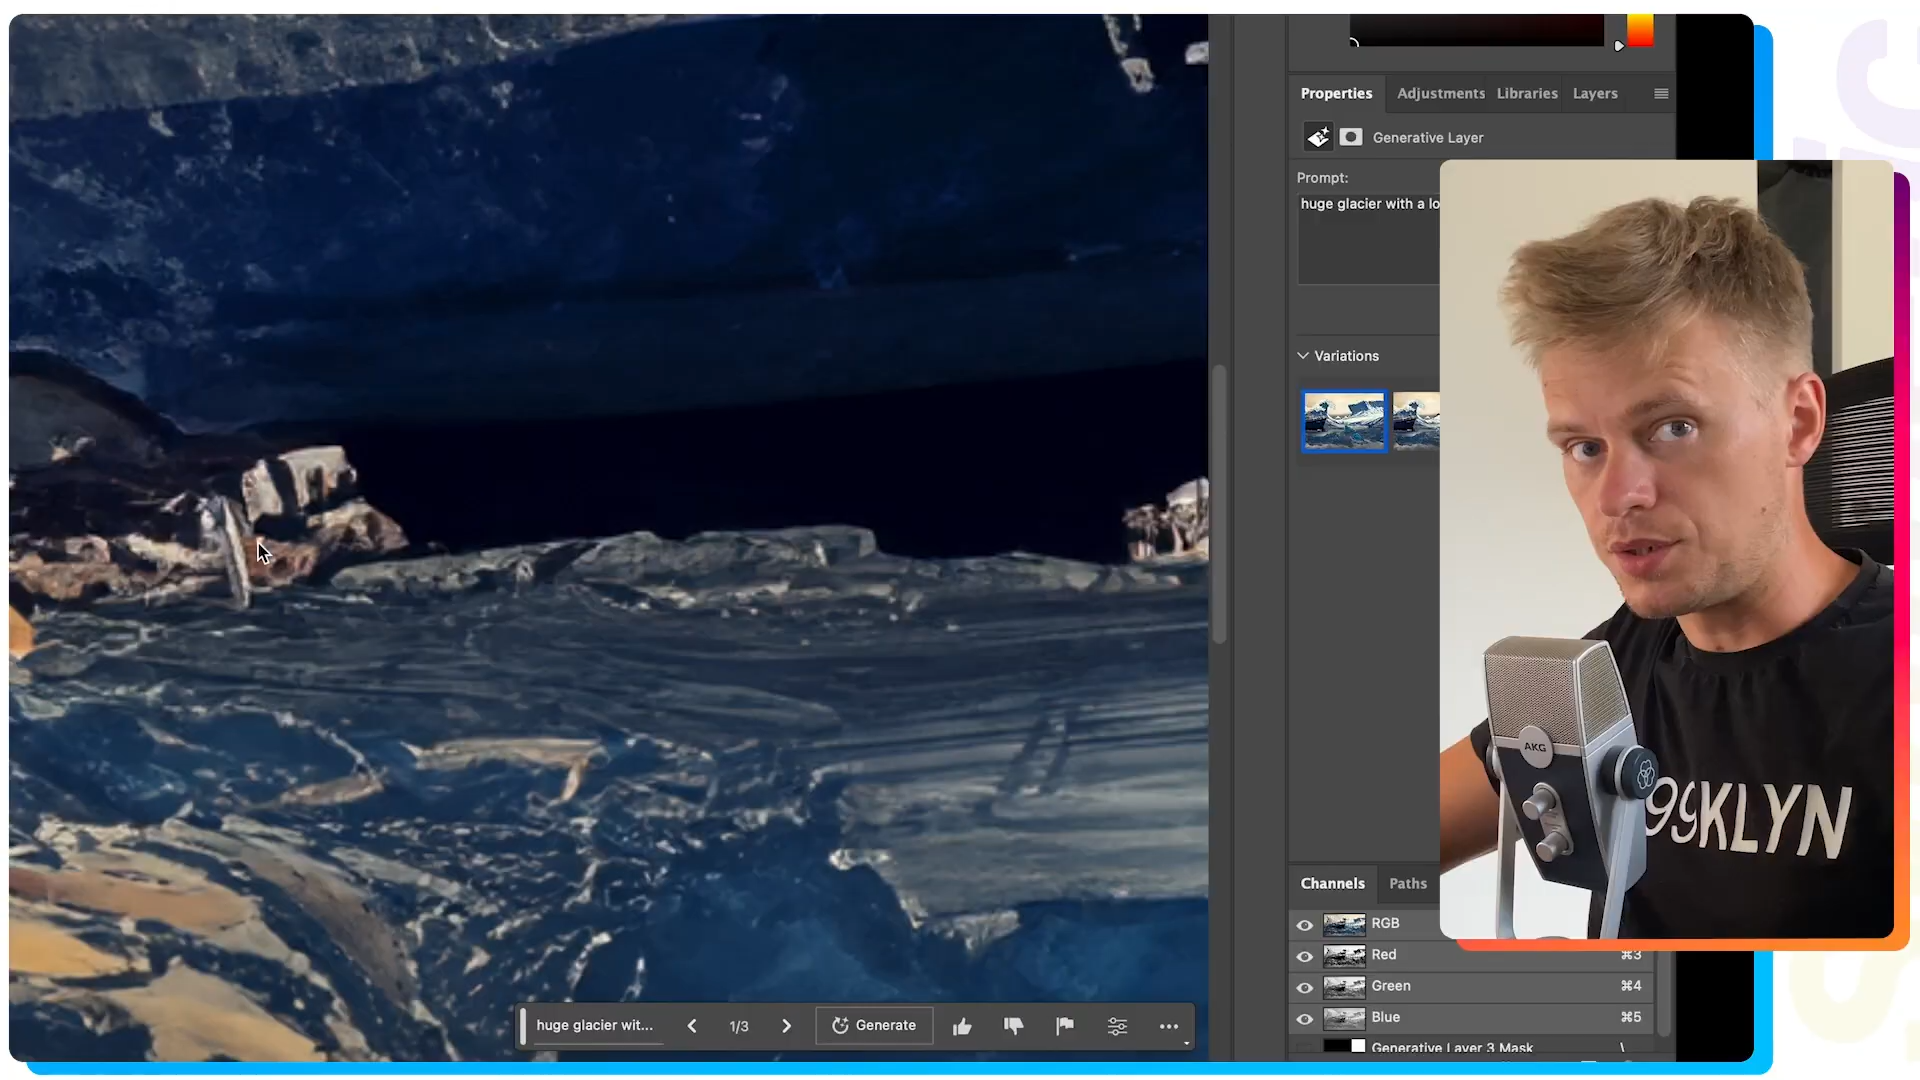 Properties
Adjustments
Libraries
Layers
Generative Layer
Prompt:
huge glacier with a lo
Variations
AKG
99KLYN
Channels
Paths
RGB
Red ⌘3
Green ⌘4
Blue ⌘5
Generative Layer 3 Mask \
huge glacier wit...
1/3
Generate